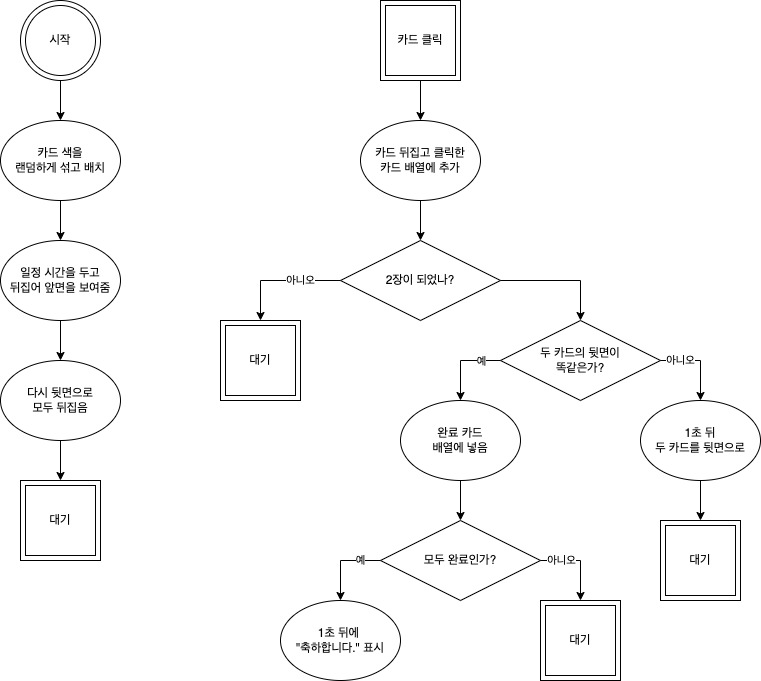 시작
카드 색을
랜덤하게 섞고 배치
일정 시간을 두고
뒤집어 앞면을 보여줌
다시 뒷면으로
모두 뒤집음
대기
카드 클릭
카드 뒤집고 클릭한
카드 배열에 추가
2장이 되었나?
아니오
대기
두 카드의 뒷면이
똑같은가?
예
아니오
완료 카드
배열에 넣음
1초 뒤
두 카드를 뒷면으로
모두 완료인가?
대기
예
아니오
1초 뒤에
"축하합니다." 표시
대기